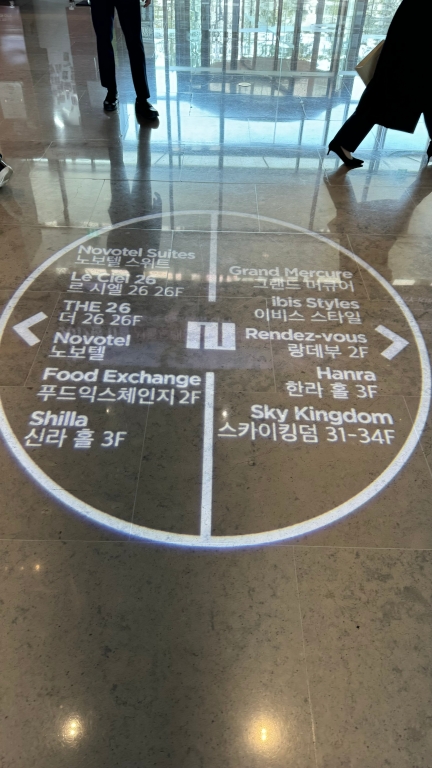 Novotel Suites
노보텔 스위트
Le Ciel 26
르 시엘 26 26F
THE 26
더 26 26F
Novotel
노보텔
Food Exchange
푸드익스체인지 2F
Shilla
신라 홀 3F
Grand Mercure
그랜드 머큐어
ibis Styles
이비스 스타일
Rendez-vous
랑데부 2F
Hanra
한라 홀 3F
Sky Kingdom
스카이킹덤 31-34F